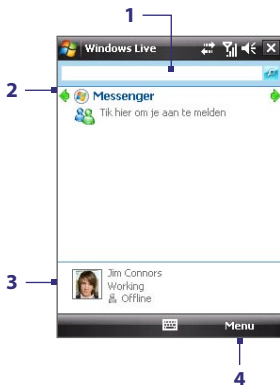 1
Windows Live
2
Messenger
Tik hier om je aan te melden
3
Jim Connors
Working
Offline
Menu
4